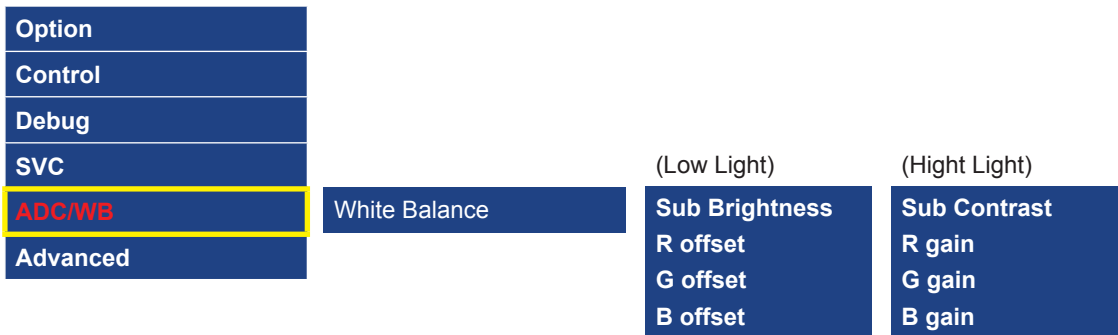 Option
Control
Debug
SVC
ADC/WB
Advanced
White Balance
(Low Light)
Sub Brightness
R offset
G offset
B offset
(Hight Light)
Sub Contrast
R gain
G gain
B gain